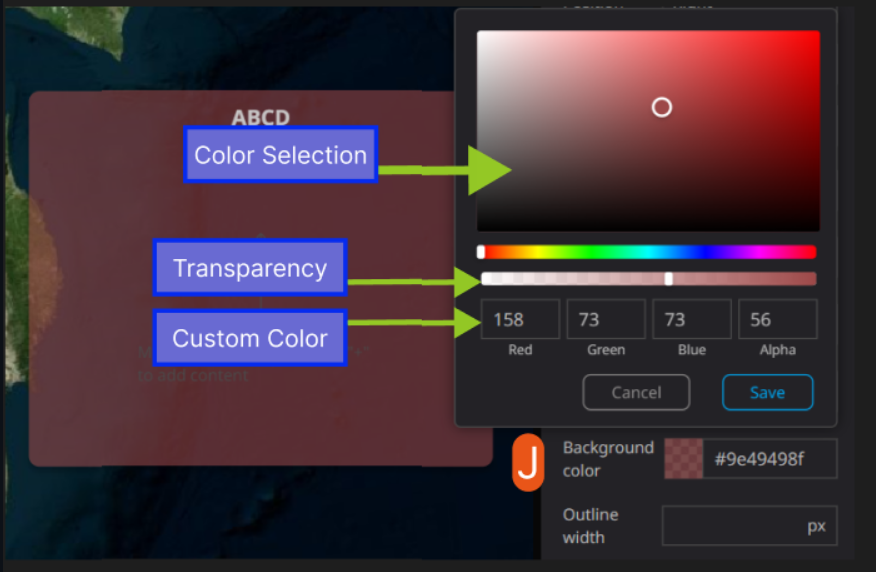 ABCD
Color Selection
Transparency
Custom Color
to add content
158
73
73
56
Red
Green
Blue
Alpha
Cancel
Save
J
Background
color
#9e49498f
Outline
width
px